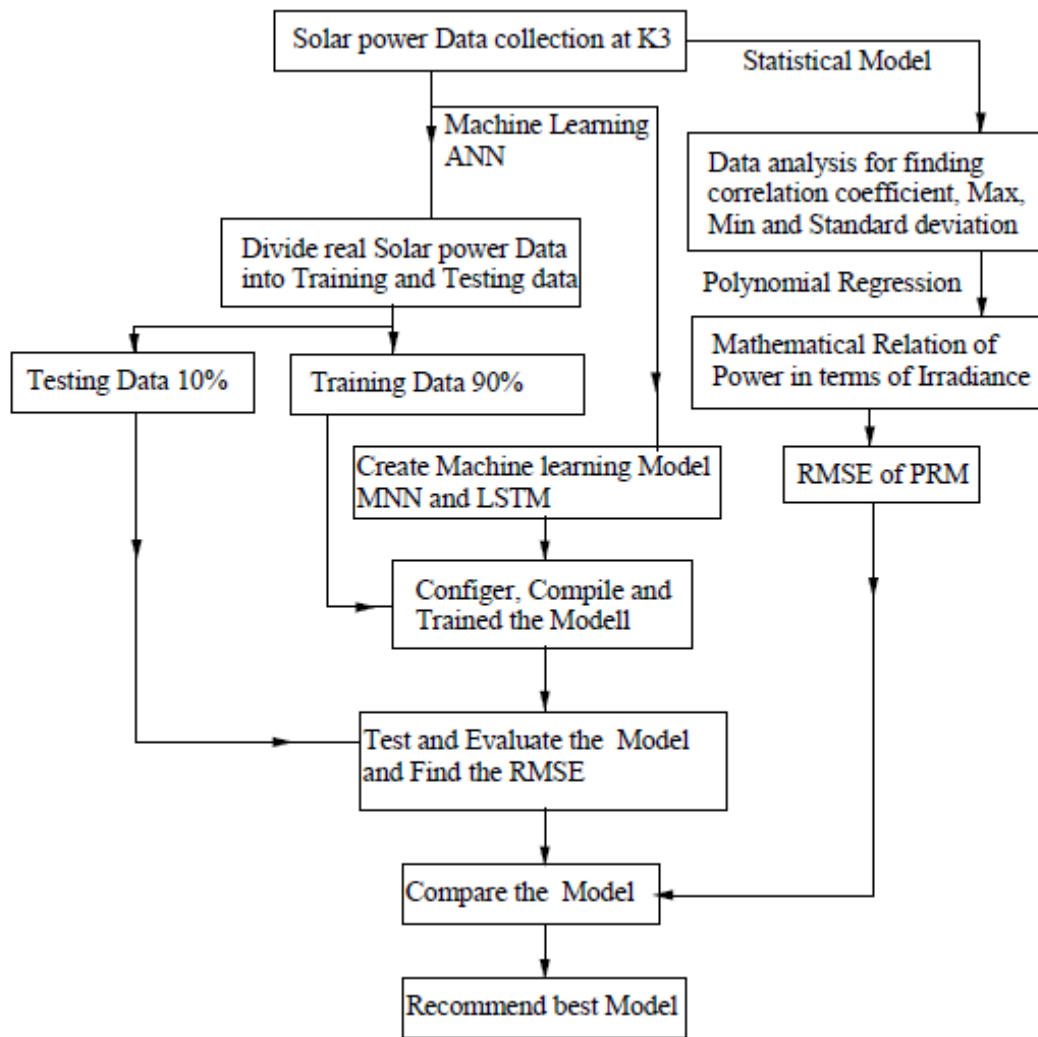 Solar power Data collection at K3
Statistical Model
Machine Learning
ANN
Data analysis for finding
correlation coefficient, Max,
Min and Standard deviation
Divide real Solar power Data
into Training and Testing data
Polynomial Regression
Mathematical Relation of
Power in terms of Irradiance
Testing Data 10%
Training Data 90%
Create Machine learning Model
MNN and LSTM
RMSE of PRM
Configer, Compile and
Trained the Modell
Test and Evaluate the Model
and Find the RMSE
Compare the Model
Recommend best Model